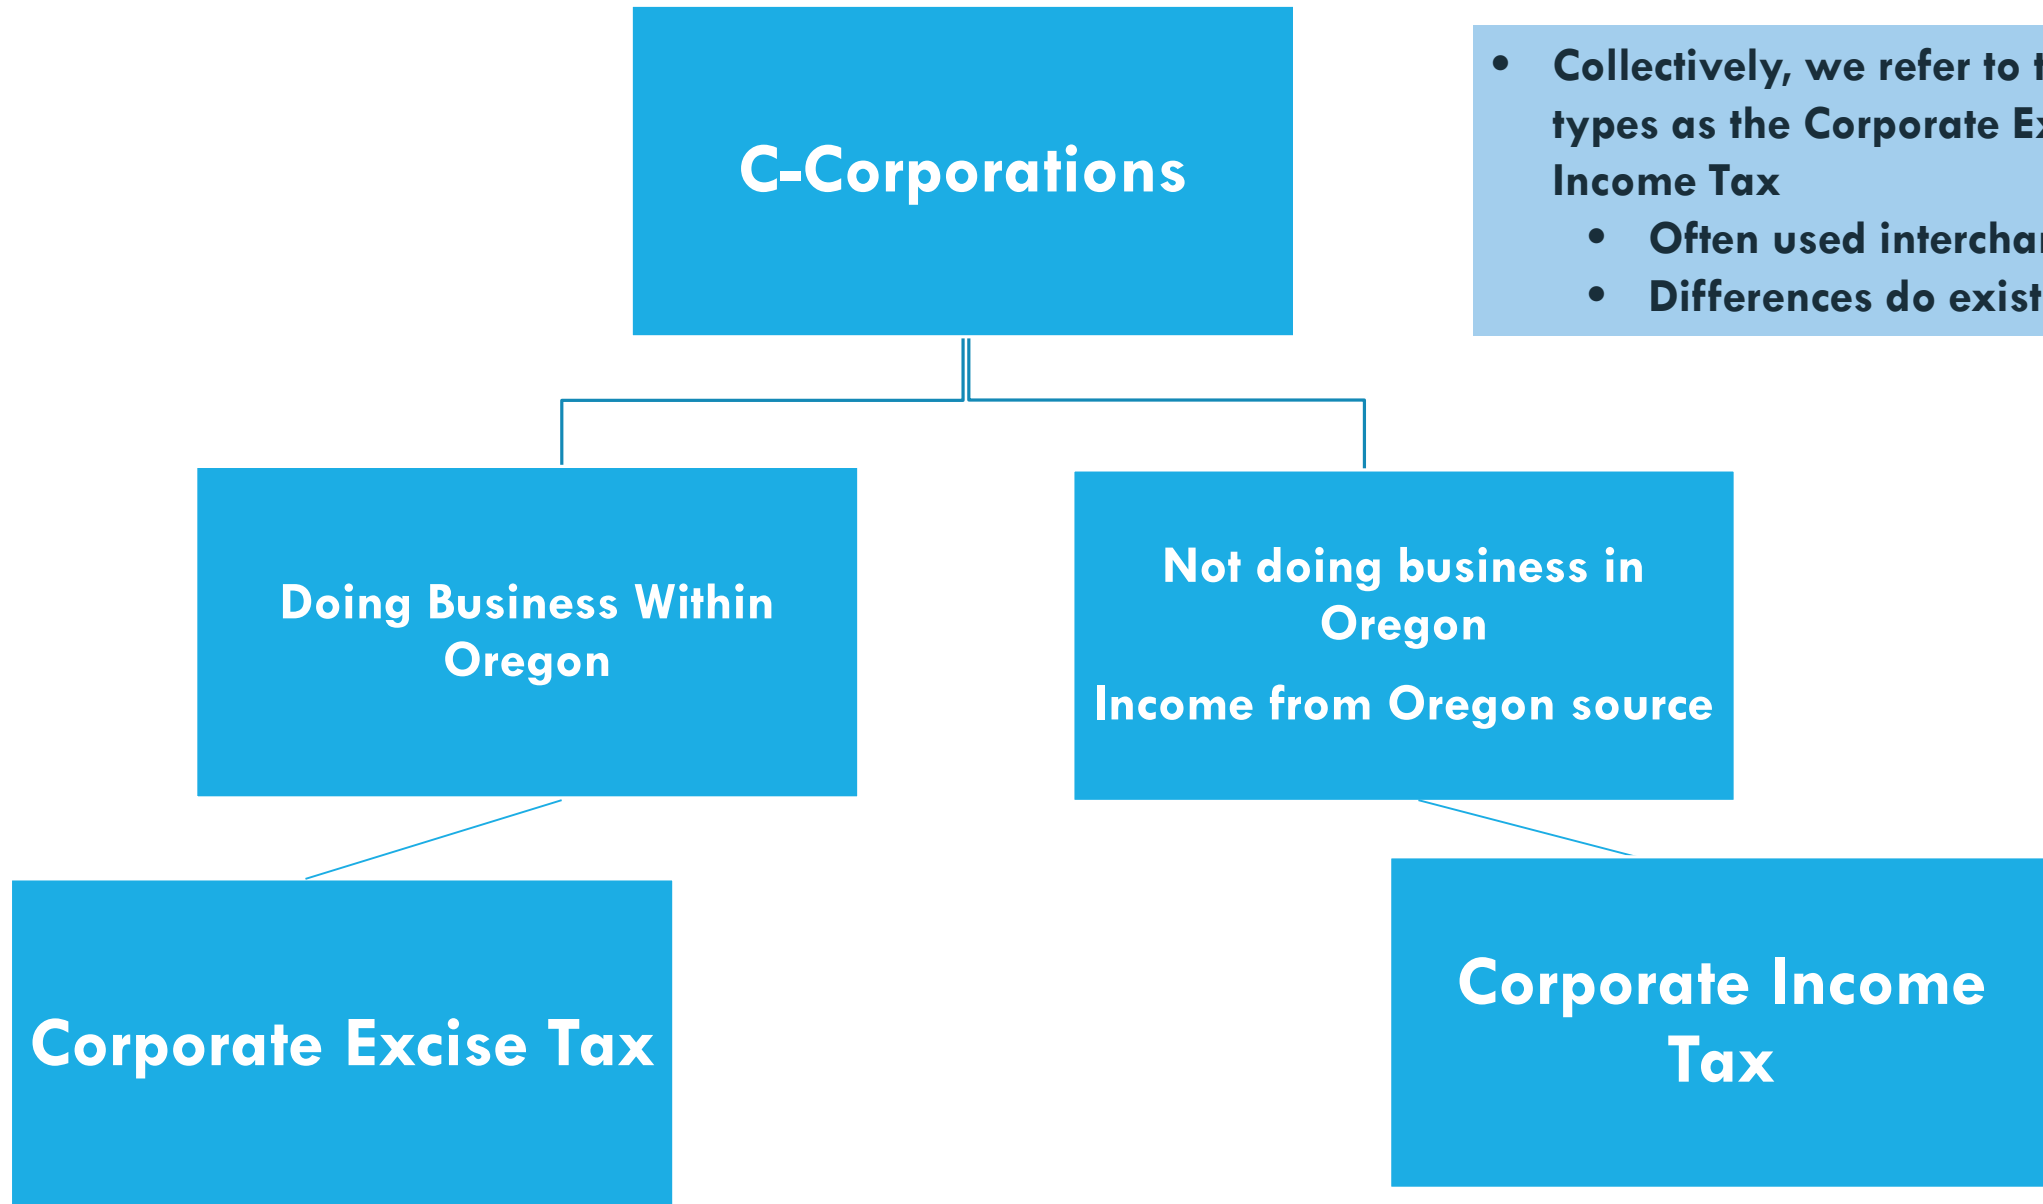 C-Corporations
• Collectively, we refer to
types as the Corporate
Income Tax
• Often used
• Differences do exist
Doing Business Within
Oregon
Not doing business in
Oregon
Income from Oregon source
Corporate Excise Tax
Corporate Income
Tax